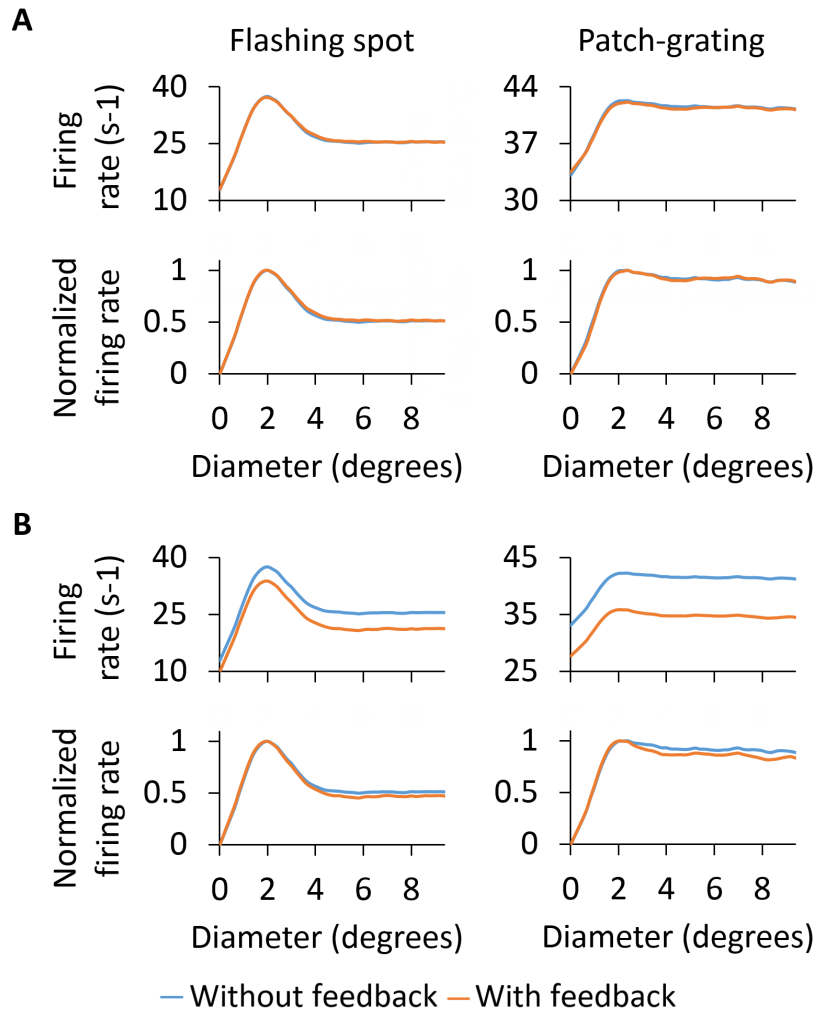 A
Flashing spot
Patch-grating
Firing
rate (s-1)
40
25
10
44
37
30
Normalized
firing rate
1
0.5
0
0 2 4 6 8
Diameter (degrees)
1
0.5
0
0 2 4 6 8
Diameter (degrees)
B
Firing
rate (s-1)
40
25
10
45
35
25
Normalized
firing rate
1
0.5
0
0 2 4 6 8
Diameter (degrees)
1
0.5
0
0 2 4 6 8
Diameter (degrees)
Without feedback With feedback